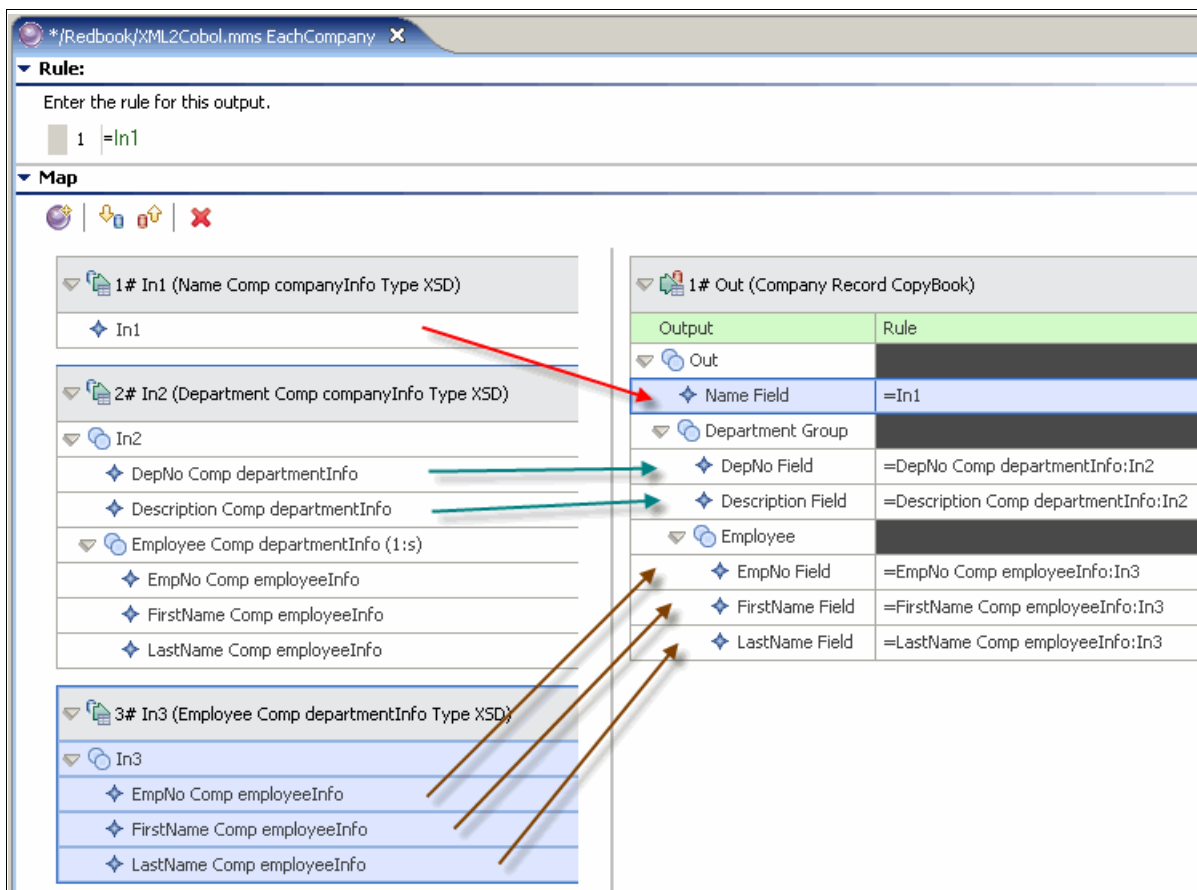 */Redbook/XML2Cobol.mms EachCompany
Rule:
Enter the rule for this output.
1 =In1
Map
1# In1 (Name Comp companyInfo Type XSD)
In1
2# In2 (Department Comp companyInfo Type XSD)
In2
DepNo Comp departmentInfo
Description Comp departmentInfo
Employee Comp departmentInfo (1:s)
EmpNo Comp employeeInfo
FirstName Comp employeeInfo
LastName Comp employeeInfo
3# In3 (Employee Comp departmentInfo Type XSD)
In3
EmpNo Comp employeeInfo
FirstName Comp employeeInfo
LastName Comp employeeInfo
1# Out (Company Record CopyBook)
Output Rule
Out
Name Field =In1
Department Group
DepNo Field =DepNo Comp departmentInfo:In2
Description Field =Description Comp departmentInfo:In2
Employee
EmpNo Field =EmpNo Comp employeeInfo:In3
FirstName Field =FirstName Comp employeeInfo:In3
LastName Field =LastName Comp employeeInfo:In3